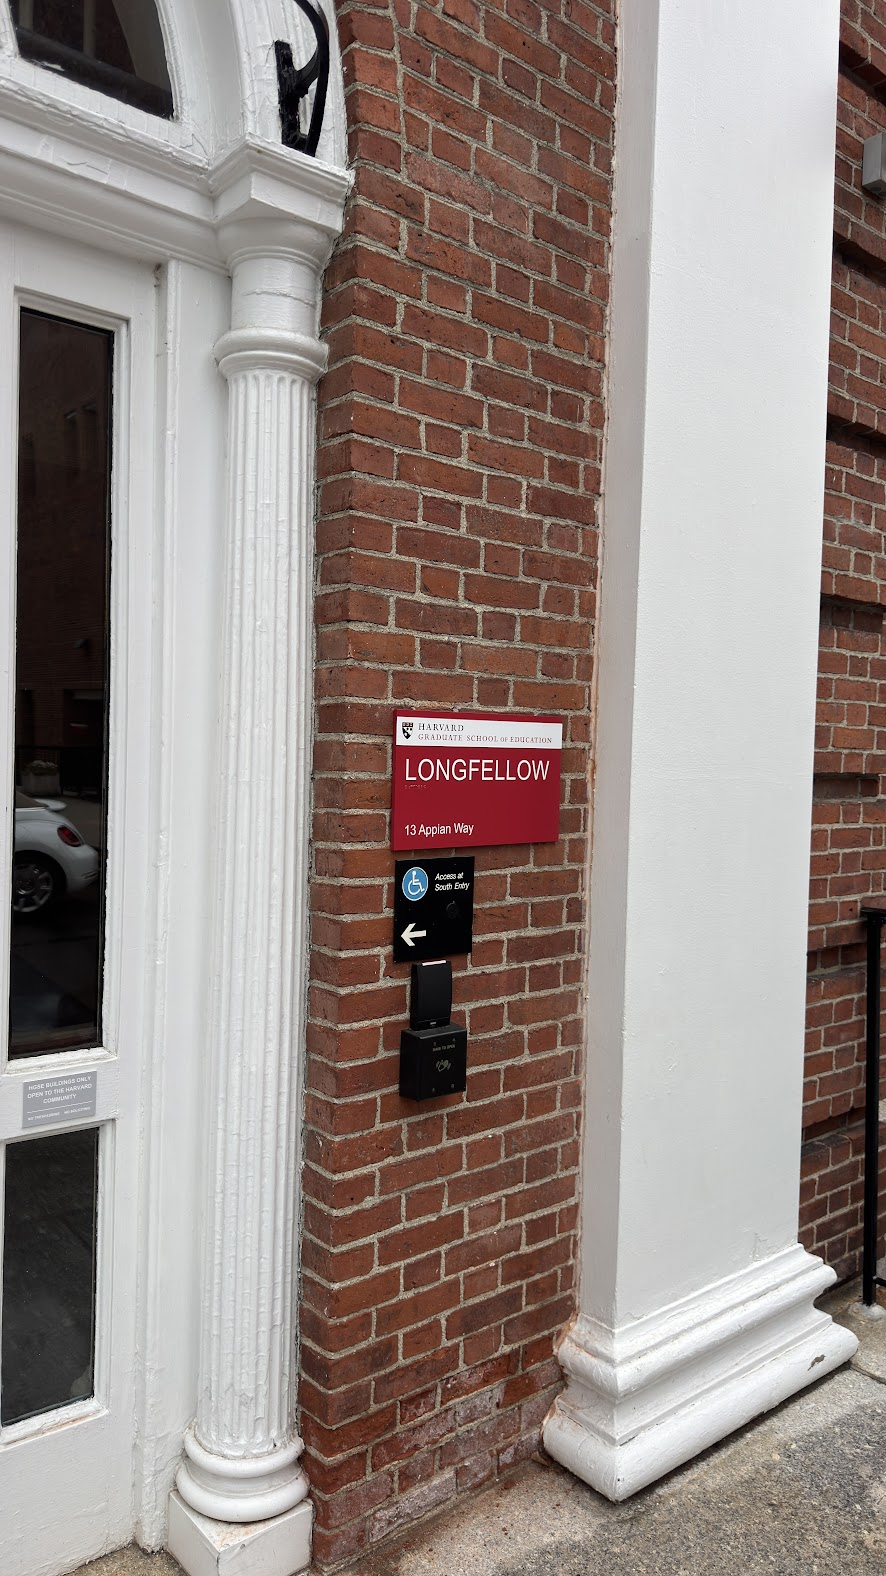 HARVARD
GRADUATE SCHOOL OF EDUCATION
LONGFELLOW
13 Appian Way
Access at
South Entry
HGSE BUILDINGS ONLY
OPEN TO THE HARVARD
COMMUNITY